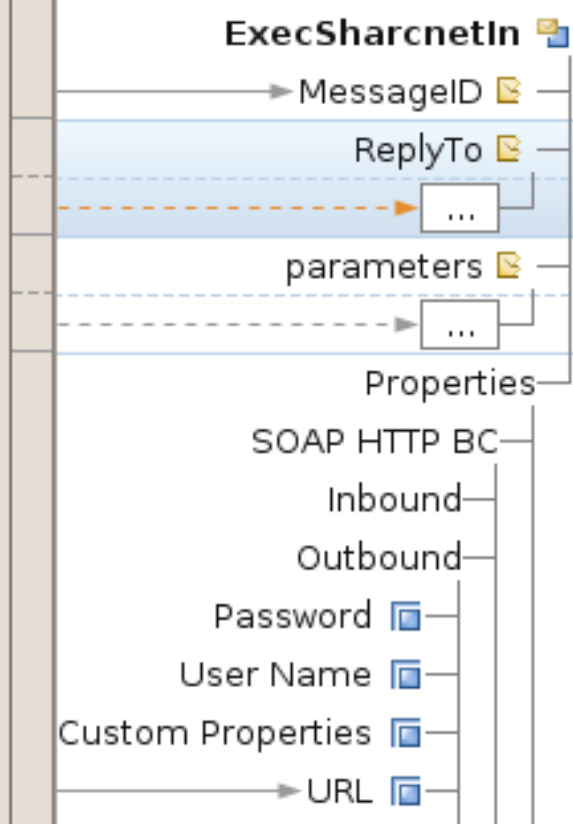 ExecSharcnetIn
MessageID
ReplyTo
...
parameters
...
Properties
SOAP HTTP BC
Inbound
Outbound
Password
User Name
Custom Properties
URL